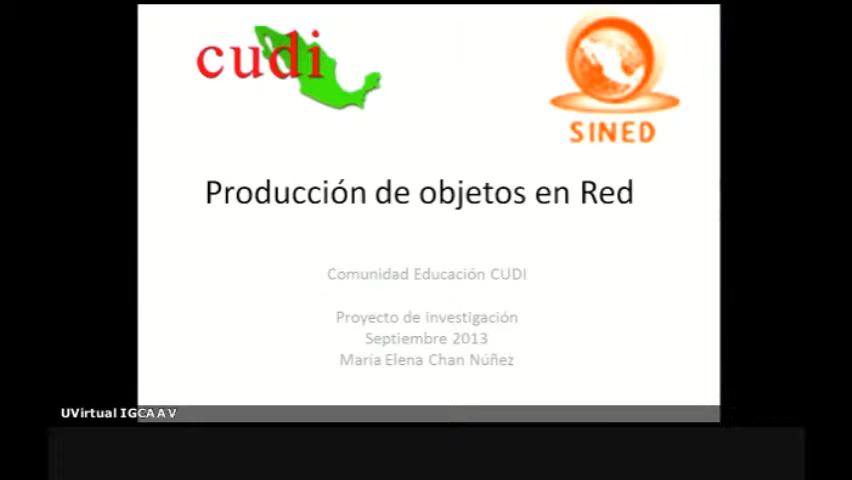 cudi
SINED
Producción de objetos en Red
Comunidad Educación CUDI
Proyecto de investigación
Septiembre 2013
María Elena Chan Núñez
UVirtual IGCAAV